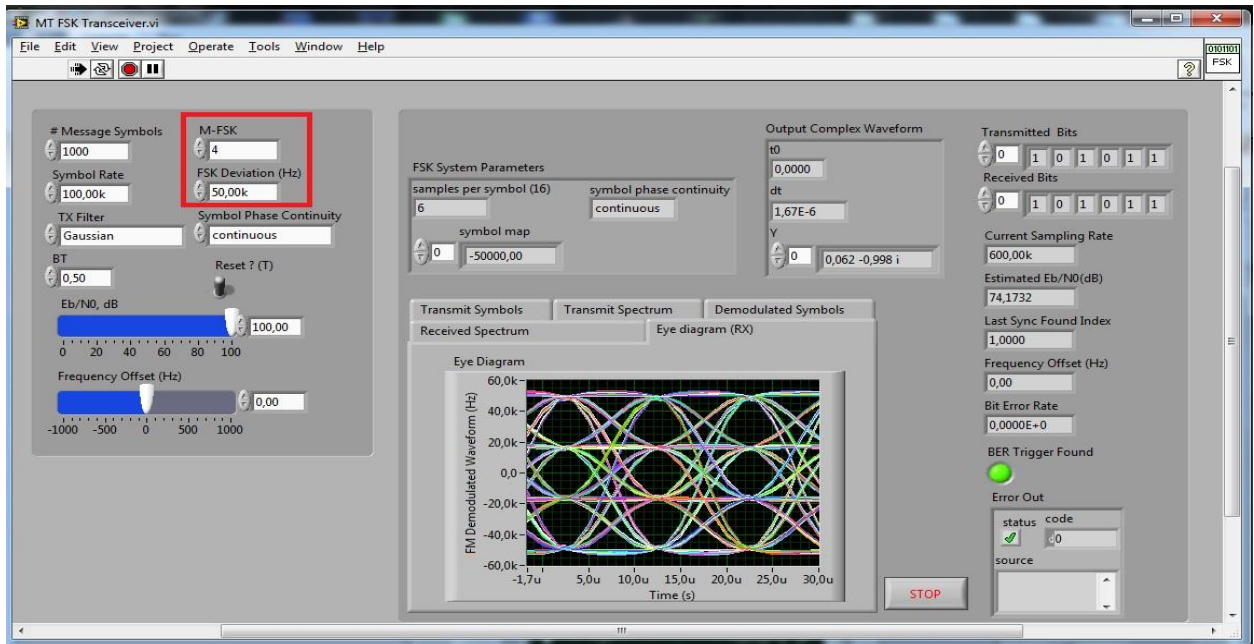 MT FSK Transceiver.vi
File Edit View Project Operate Tools Window Help
0101101
FSK
# Message Symbols
1000
M-FSK
4
Symbol Rate
100,00k
FSK Deviation (Hz)
50,00k
TX Filter
Gaussian
Symbol Phase Continuity
continuous
BT
0,50
Reset ? (T)
Eb/N0, dB
100,00
0 20 40 60 80 100
Frequency Offset (Hz)
0,00
-1000 -500 0 500 1000
FSK System Parameters
samples per symbol (16)
6
symbol phase continuity
continuous
symbol map
0
-50000,00
Output Complex Waveform
t0
0,0000
dt
1,67E-6
Y
0
0,062 -0,998 i
Transmit Symbols
Transmit Spectrum
Demodulated Symbols
Received Spectrum
Eye diagram (RX)
Eye Diagram
FM Demodulated Waveform (Hz)
60,0k
40,0k
20,0k
0,0
-20,0k
-40,0k
-60,0k
-1,7u 5,0u 10,0u 15,0u 20,0u 25,0u 30,0u
Time (s)
STOP
Transmitted Bits
0 1 0 1 0 1 1
Received Bits
0 1 0 1 0 1 1
Current Sampling Rate
600,00k
Estimated Eb/N0(dB)
74,1732
Last Sync Found Index
1,0000
Frequency Offset (Hz)
0,00
Bit Error Rate
0,0000E+0
BER Trigger Found
Error Out
status code
0
source